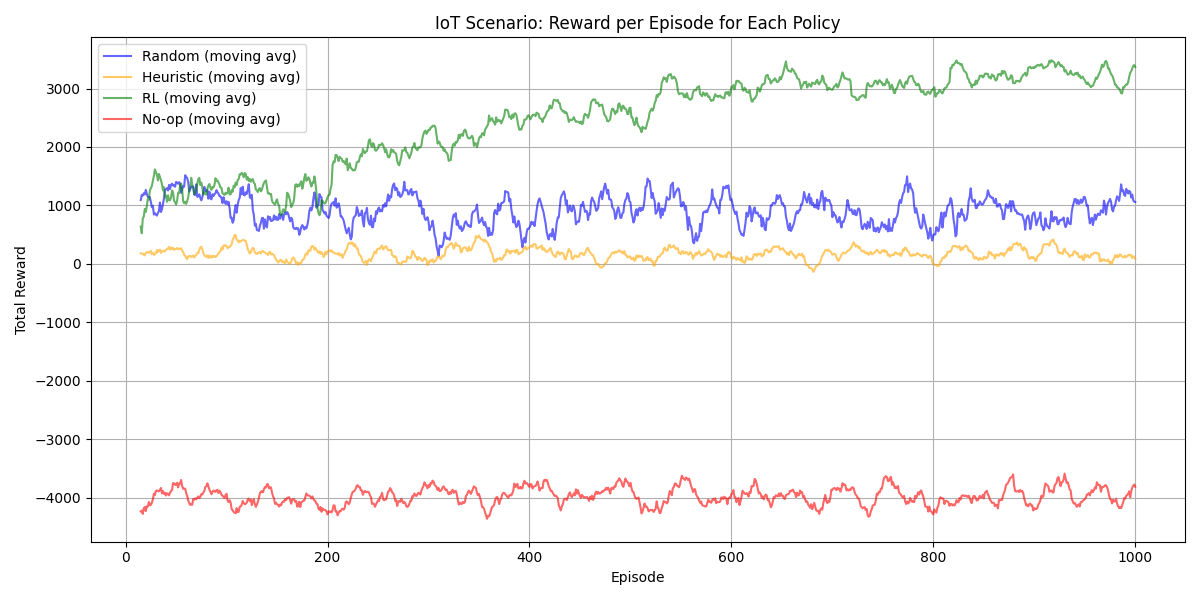 IoT Scenario: Reward per Episode for Each Policy
Random (moving avg)
Heuristic (moving avg)
RL (moving avg)
No-op (moving avg)
Total Reward
3000
2000
1000
0
−1000
−2000
−3000
−4000
0
200
400
600
800
1000
Episode